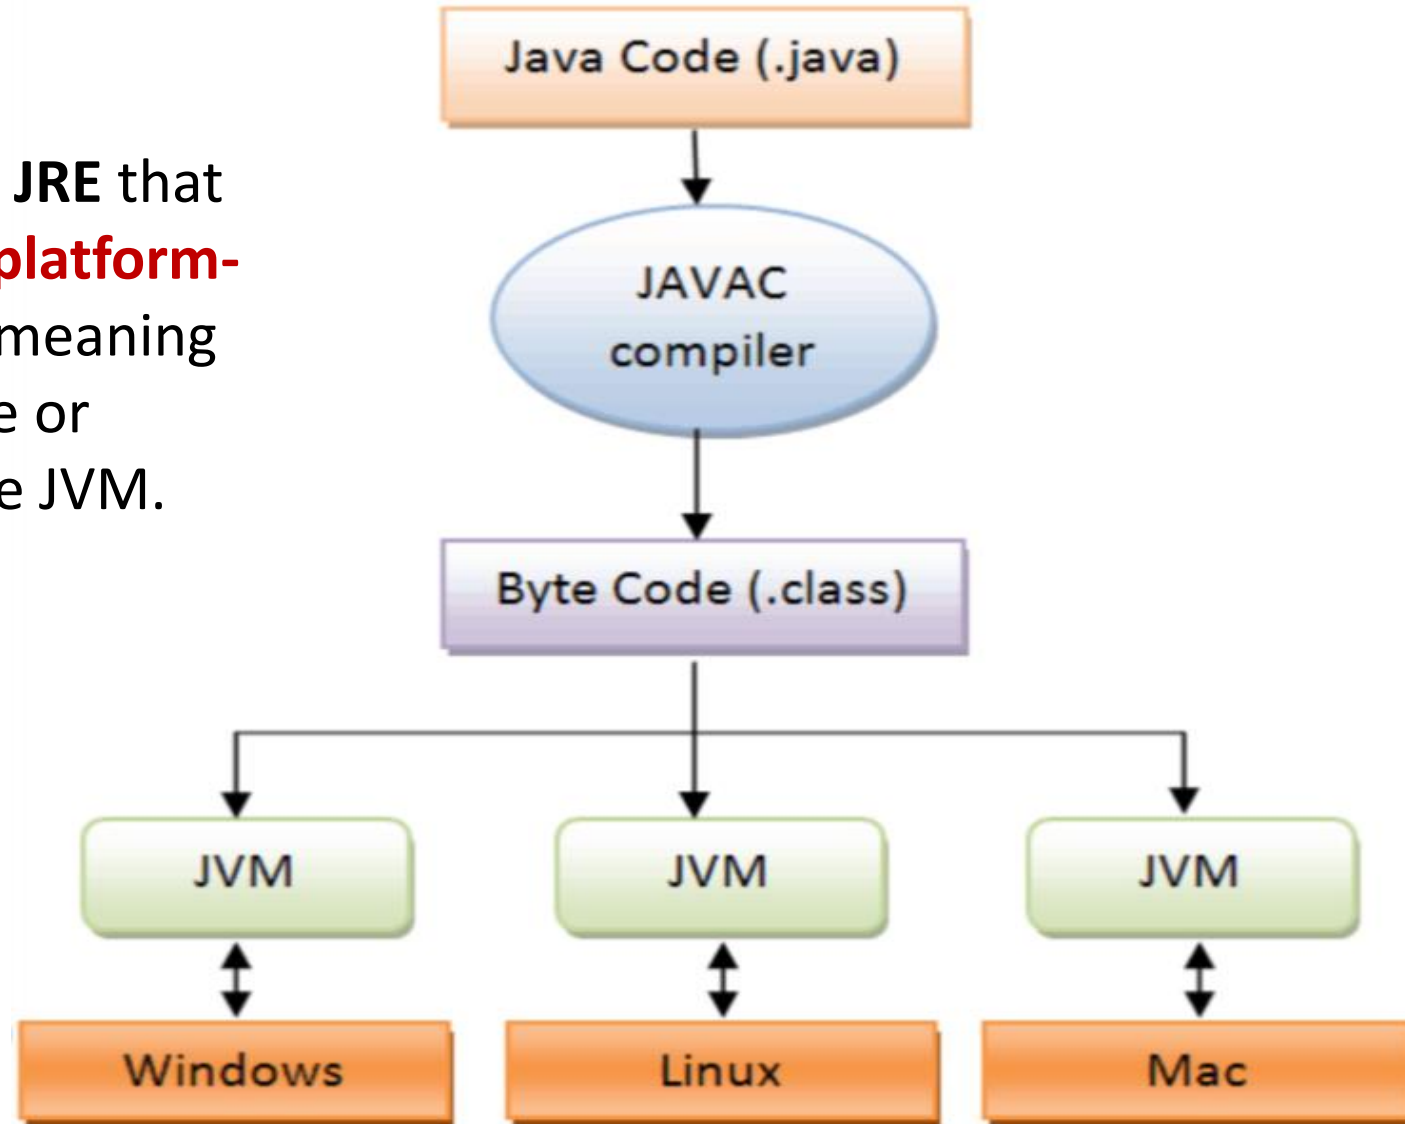 Java Code (.java)
JRE that
platform-
meaning
e or
e JVM.
JAVAC
compiler
Byte Code (.class)
JVM
JVM
JVM
Windows
Linux
Mac